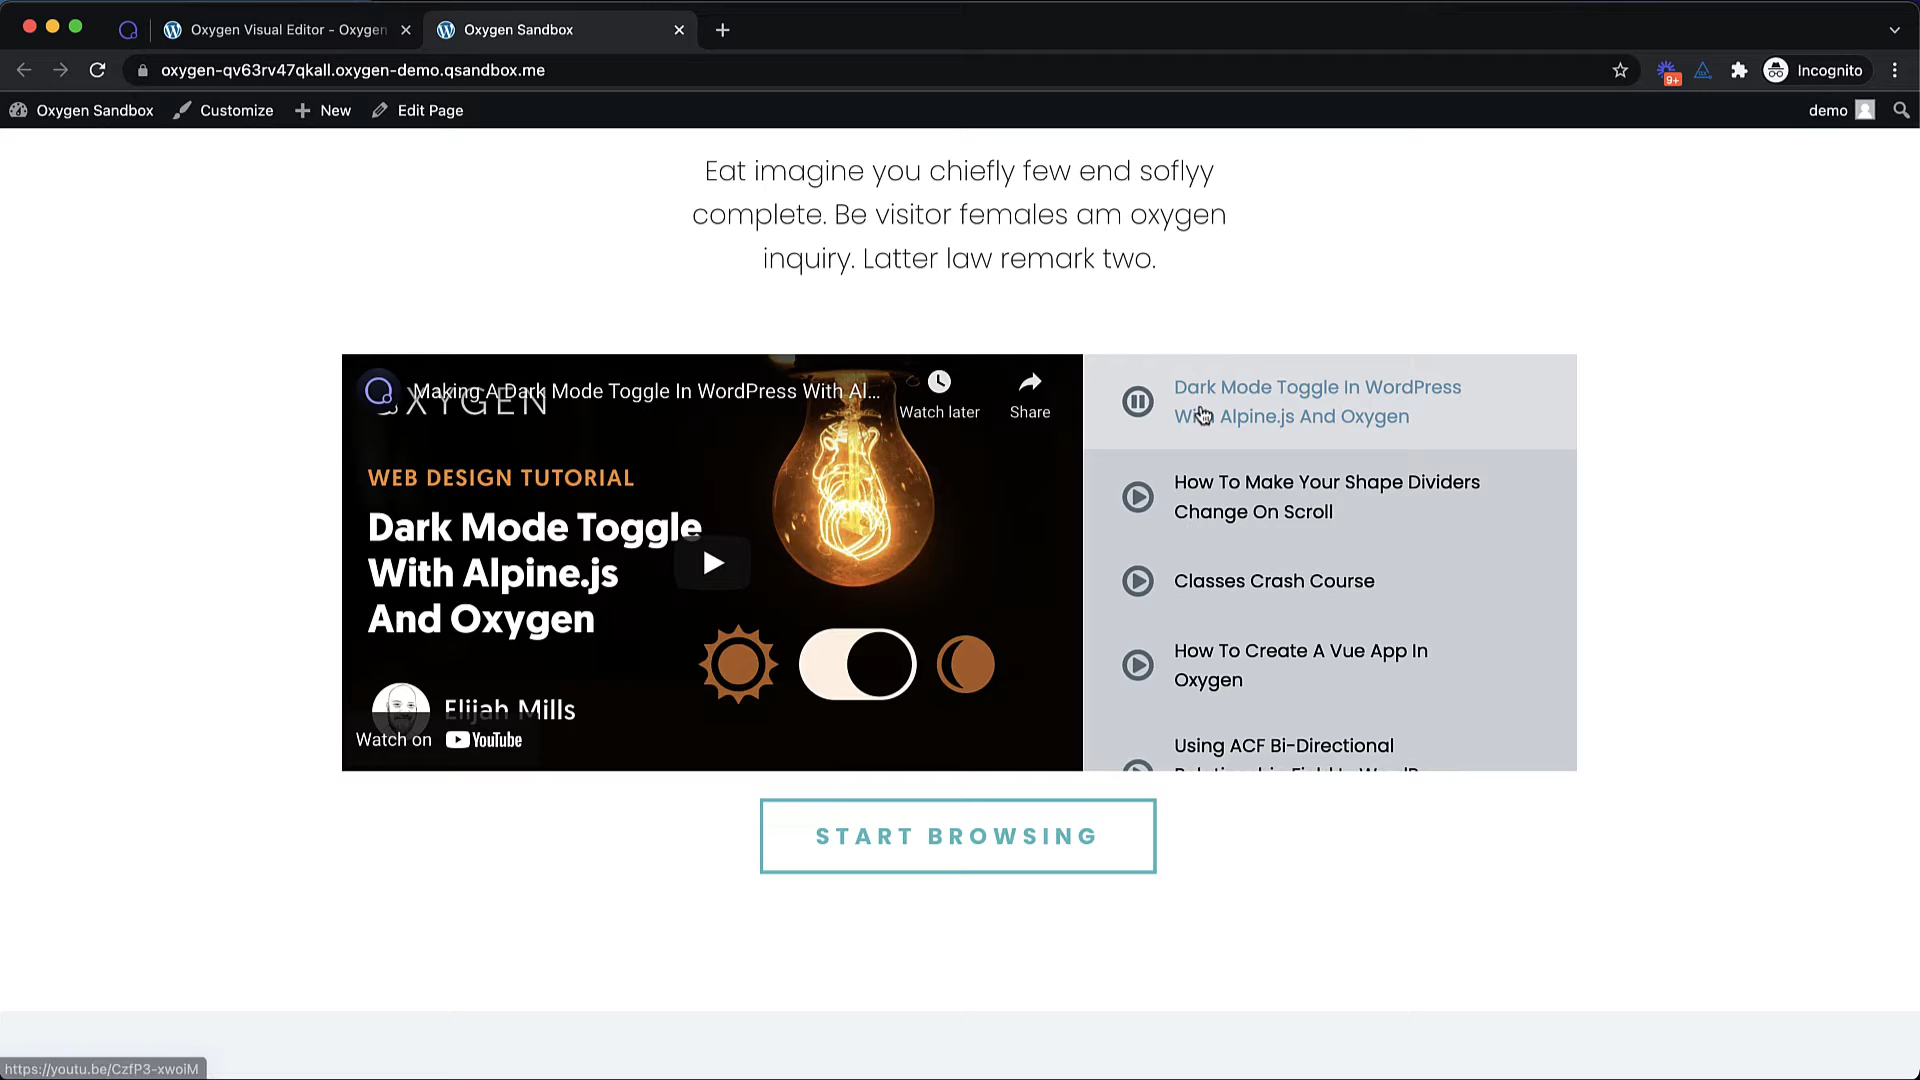 Oxygen Visual Editor - Oxygen
Oxygen Sandbox
oxygen-qv63rv47qkall.oxygen-demo.qsandbox.me
9+
Incognito
Oxygen Sandbox
Customize
New
Edit Page
demo
Eat imagine you chiefly few end soflyy
complete. Be visitor females am oxygen
inquiry. Latter law remark two.
OXYGEN
Making A Dark Mode Toggle In WordPress With Al...
Watch later
Share
WEB DESIGN TUTORIAL
Dark Mode Toggle
With Alpine.js
And Oxygen
Elijah Mills
Watch on
YouTube
Dark Mode Toggle In WordPress
With Alpine.js And Oxygen
How To Make Your Shape Dividers
Change On Scroll
Classes Crash Course
How To Create A Vue App In
Oxygen
Using ACF Bi-Directional
START BROWSING
https://youtu.be/CzfP3-xwoiM